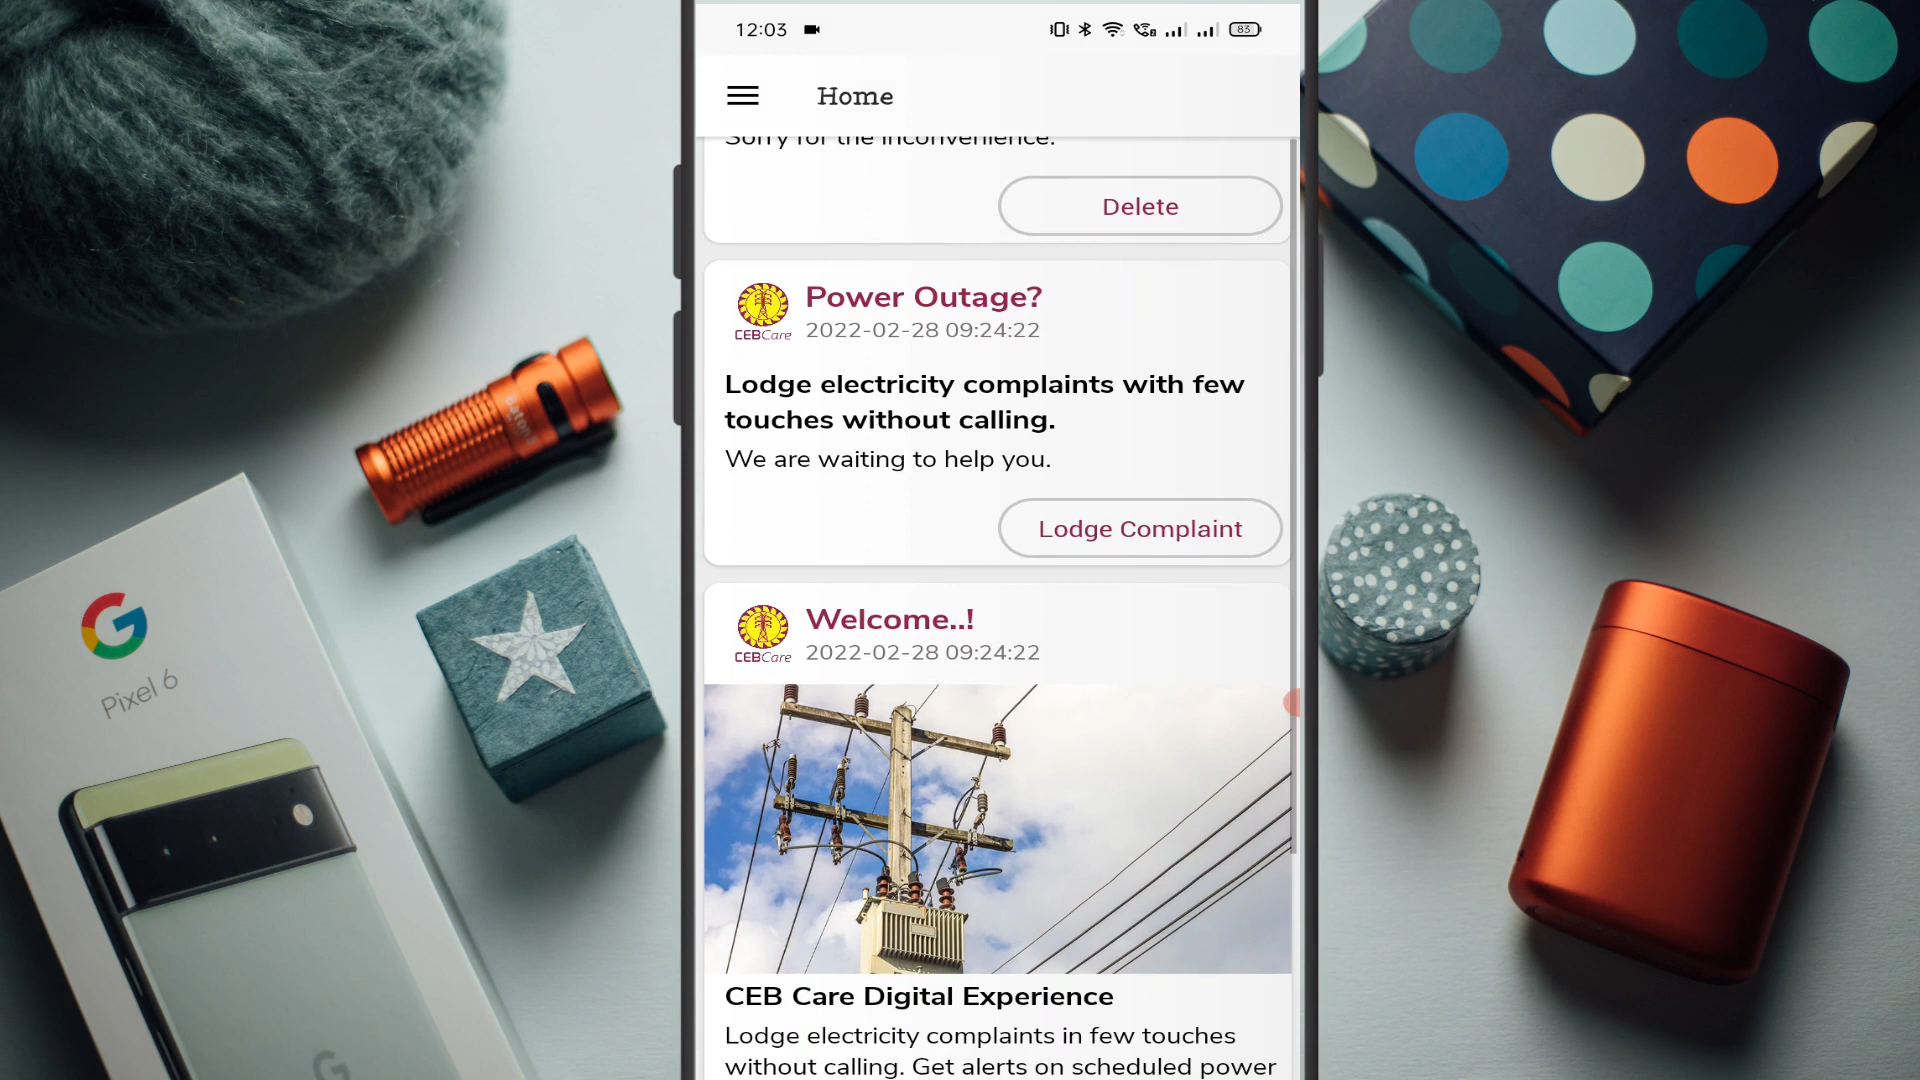 12:03
83
Home
Sorry for the inconvenience.
Delete
Power Outage?
CEBCare
2022-02-28 09:24:22
Lodge electricity complaints with few
touches without calling.
We are waiting to help you.
Lodge Complaint
Welcome..!
CEBCare
2022-02-28 09:24:22
CEB Care Digital Experience
Lodge electricity complaints in few touches
without calling. Get alerts on scheduled power
Baton3
G
Pixel 6
G